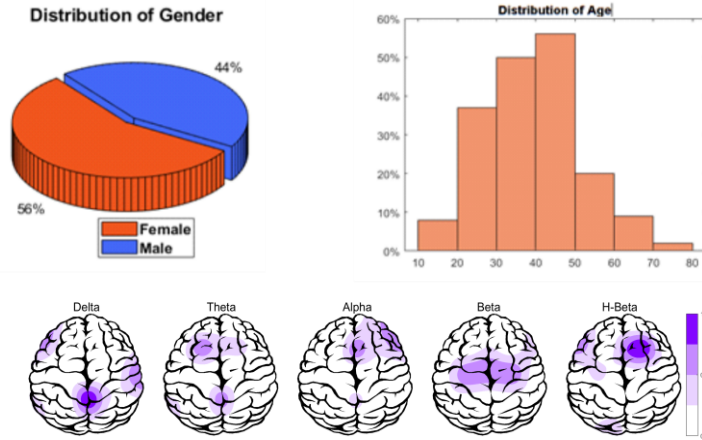 Distribution of Gender
44%
56%
Female
Male
Distribution of Age
60%
50%
40%
30%
20%
10%
0%
10 20 30 40 50 60 70 80
Delta Theta Alpha Beta H-Beta